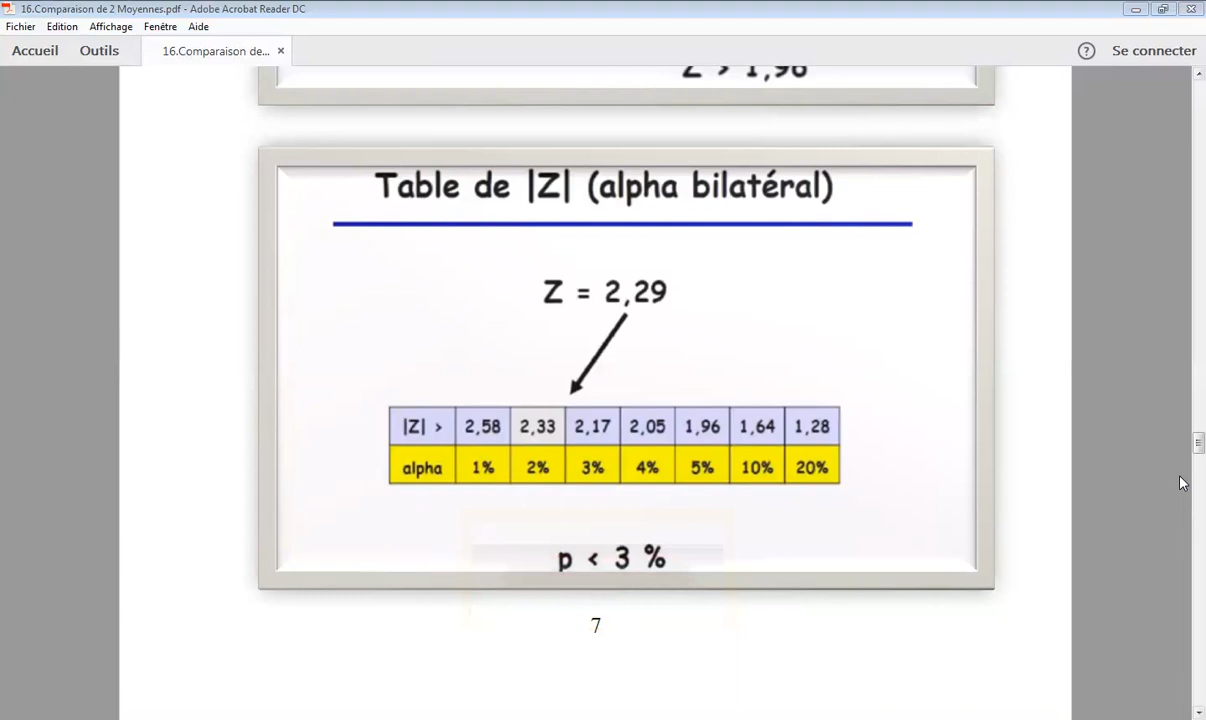 16.Comparaison de 2 Moyennes.pdf - Adobe Acrobat Reader DC
Fichier Edition Affichage Fenêtre Aide
Accueil Outils 16.Comparaison de... × ? Se connecter
Z > 1,96
Table de |Z| (alpha bilatéral)
Z = 2,29
|Z| > 2,58 2,33 2,17 2,05 1,96 1,64 1,28
alpha 1% 2% 3% 4% 5% 10% 20%
p < 3 %
7